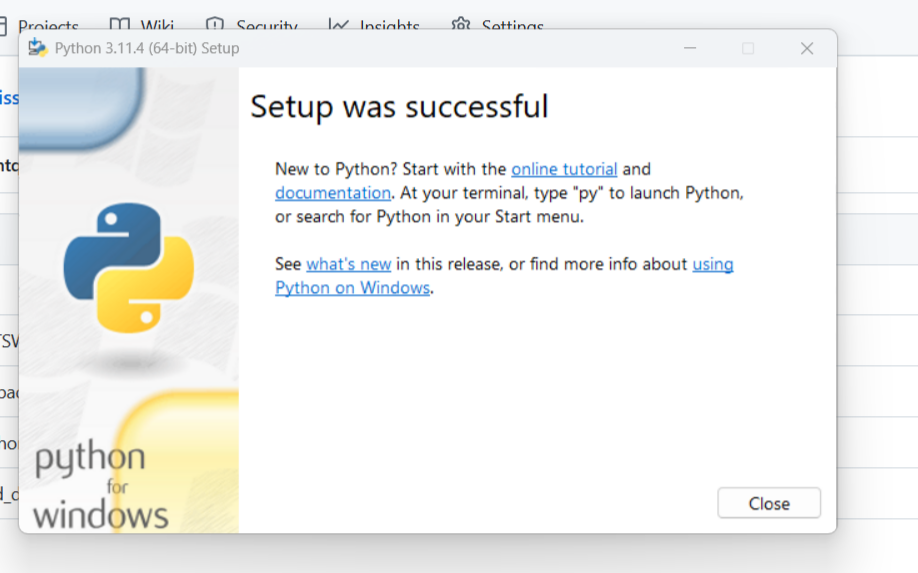 Projects Wiki Security Insights Settings
Python 3.11.4 (64-bit) Setup
Setup was successful
New to Python? Start with the online tutorial and
documentation. At your terminal, type "py" to launch Python,
or search for Python in your Start menu.
See what's new in this release, or find more info about using
Python on Windows.
python
for
windows
Close